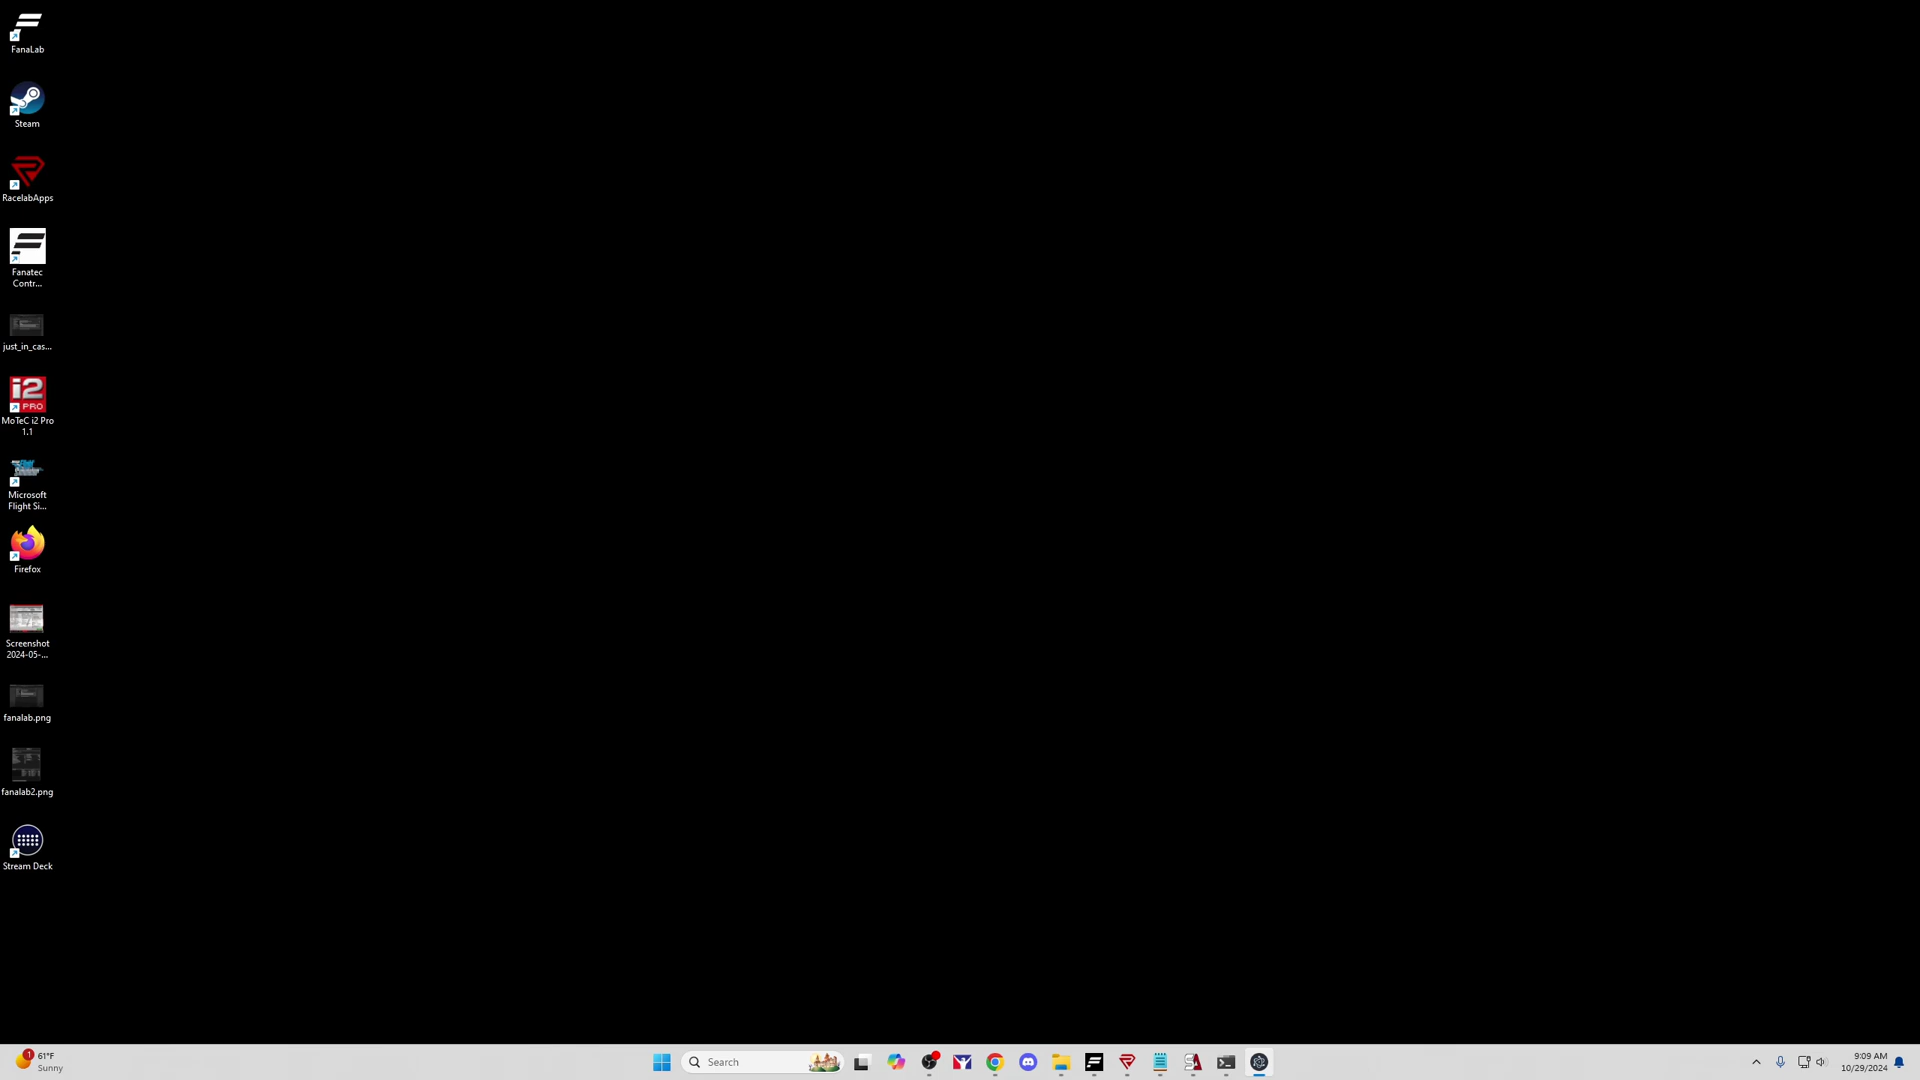 FanaLab
Steam
RacelabApps
Fanatec
Contr...
just_in_cas...
i2
PRO
MoTeC i2 Pro
1.1
Microsoft
Flight Si...
Firefox
Screenshot
2024-05-...
fanalab.png
fanalab2.png
Stream Deck
1
61°F
Sunny
Search
9:09 AM
10/29/2024